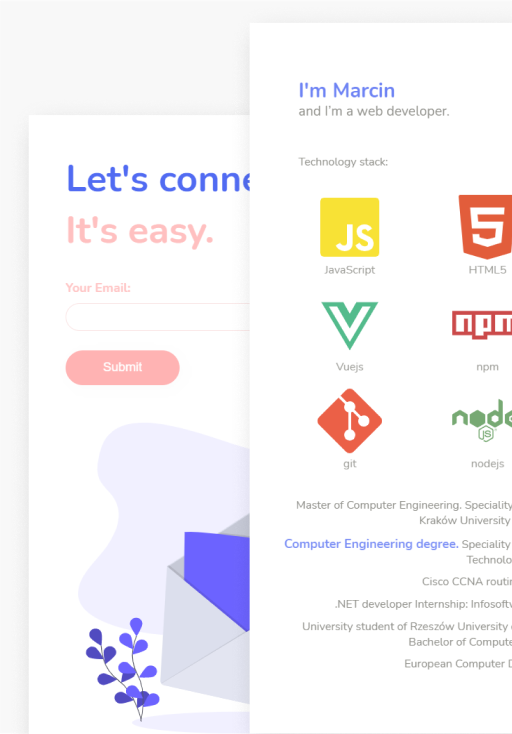 Let's conne
It's easy.
Your Email:
Submit
I'm Marcin
and I'm a web developer.
Technology stack:
JS
5
JavaScript
HTML5
npm
Vuejs
npm
node
JS
git
nodejs
Master of Computer Engineering. Speciality
Kraków University
Computer Engineering degree. Speciality
Technolo
Cisco CCNA routin
.NET developer Internship: Infosoftw
University student of Rzeszów University
Bachelor of Compute
European Computer D